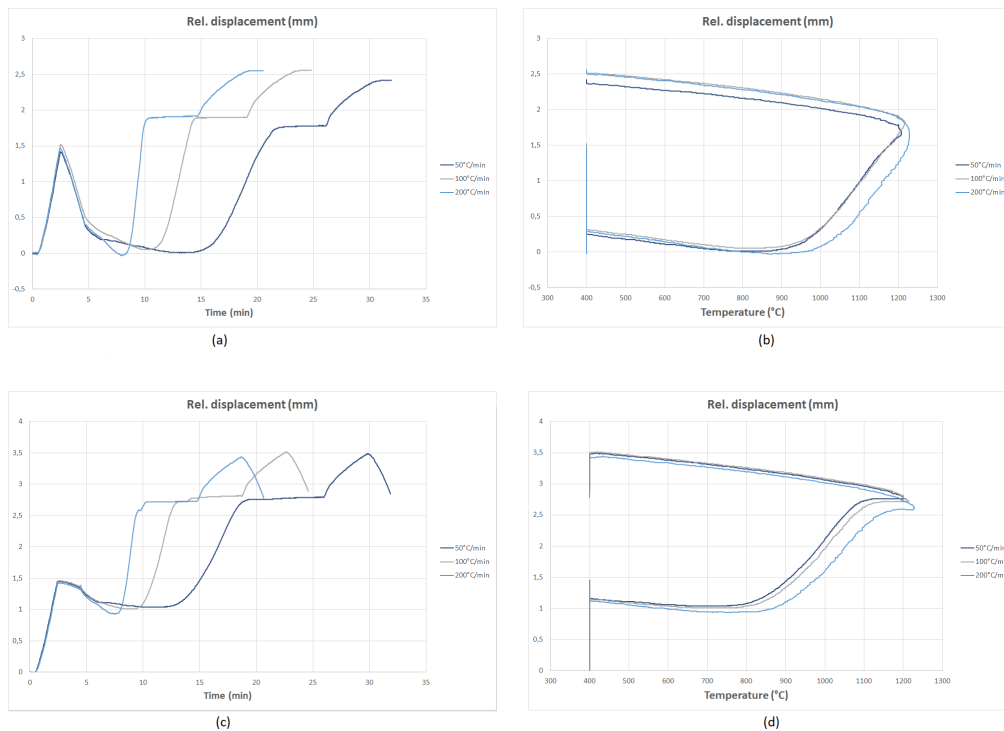 Rel. displacement (mm)
3
2,5
2
1,5
1
0,5
0
-0,5
0 5 10 15 20 25 30 35
Time (min)
50°C/min
100°C/min
200°C/min
(a)
Rel. displacement (mm)
3
2,5
2
1,5
1
0,5
0
-0,5
300 400 500 600 700 800 900 1000 1100 1200 1300
Temperature (°C)
50°C/min
100°C/min
200°C/min
(b)
Rel. displacement (mm)
4
3,5
3
2,5
2
1,5
1
0,5
0
0 5 10 15 20 25 30 35
Time (min)
50°C/min
100°C/min
200°C/min
(c)
Rel. displacement (mm)
4
3,5
3
2,5
2
1,5
1
0,5
0
300 400 500 600 700 800 900 1000 1100 1200 1300
Temperature (°C)
50°C/min
100°C/min
200°C/m
(d)